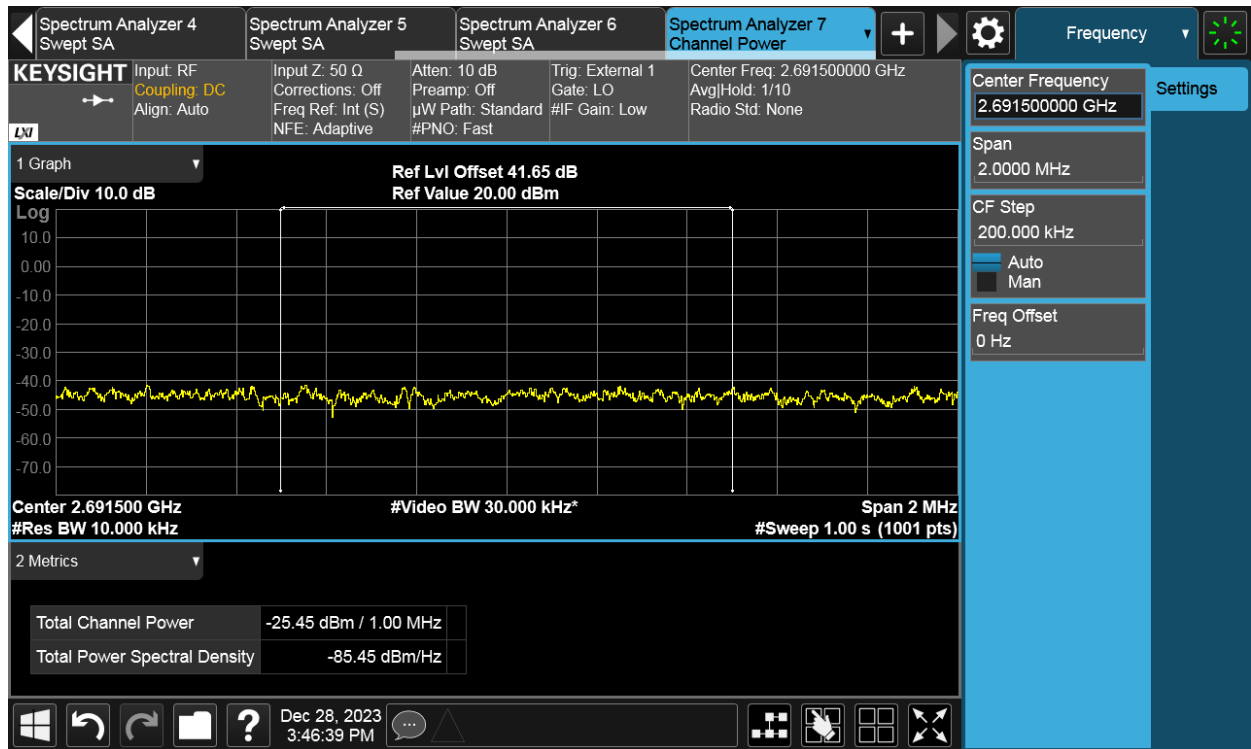 Spectrum Analyzer 4
Swept SA
Spectrum Analyzer 5
Swept SA
Spectrum Analyzer 6
Swept SA
Spectrum Analyzer 7
Channel Power
Frequency
KEYSIGHT
LXI
Input: RF
Coupling: DC
Align: Auto
Input Z: 50 Ω
Corrections: Off
Freq Ref: Int (S)
NFE: Adaptive
Atten: 10 dB
Preamp: Off
µW Path: Standard
#PNO: Fast
Trig: External 1
Gate: LO
#IF Gain: Low
Center Freq: 2.691500000 GHz
Avg|Hold: 1/10
Radio Std: None
Center Frequency
2.691500000 GHz
Settings
Span
2.0000 MHz
CF Step
200.000 kHz
Auto
Man
Freq Offset
0 Hz
1 Graph
Scale/Div 10.0 dB
Ref Lvl Offset 41.65 dB
Ref Value 20.00 dBm
Log
10.0
0.00
-10.0
-20.0
-30.0
-40.0
-50.0
-60.0
-70.0
Center 2.691500 GHz
#Res BW 10.000 kHz
#Video BW 30.000 kHz*
Span 2 MHz
#Sweep 1.00 s (1001 pts)
2 Metrics
Total Channel Power -25.45 dBm / 1.00 MHz
Total Power Spectral Density -85.45 dBm/Hz
?
Dec 28, 2023
3:46:39 PM